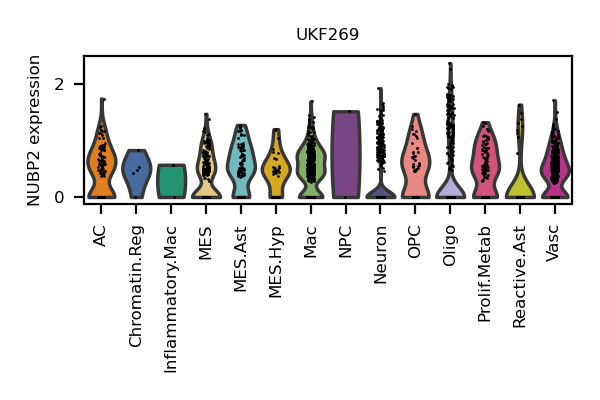 UKF269
NUBP2 expression
2
0
AC
Chromatin.Reg
Inflammatory.Mac
MES
MES.Ast
MES.Hyp
Mac
NPC
Neuron
OPC
Oligo
Prolif.Metab
Reactive.Ast
Vasc